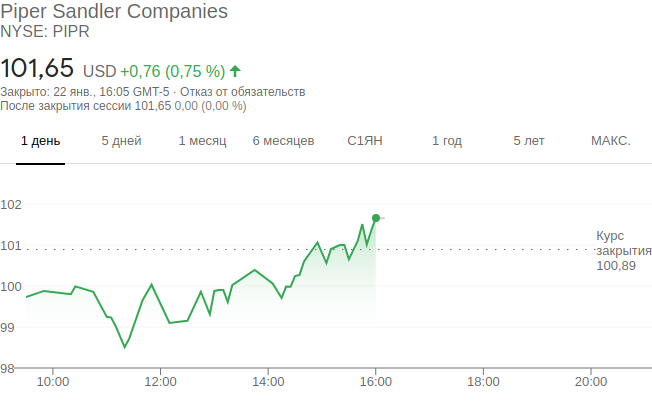 Piper Sandler Companies
NYSE: PIPR
101,65 USD +0,76 (0,75 %)
Закрыто: 22 янв., 16:05 GMT-5 · Отказ от обязательств
После закрытия сессии 101,65 0,00 (0,00 %)
1 день 5 дней 1 месяц 6 месяцев С1ЯН 1 год 5 лет МАКС.
102
Курс
101
закрытия
100,89
100
99
98
10:00 12:00 14:00 16:00 18:00 20:00